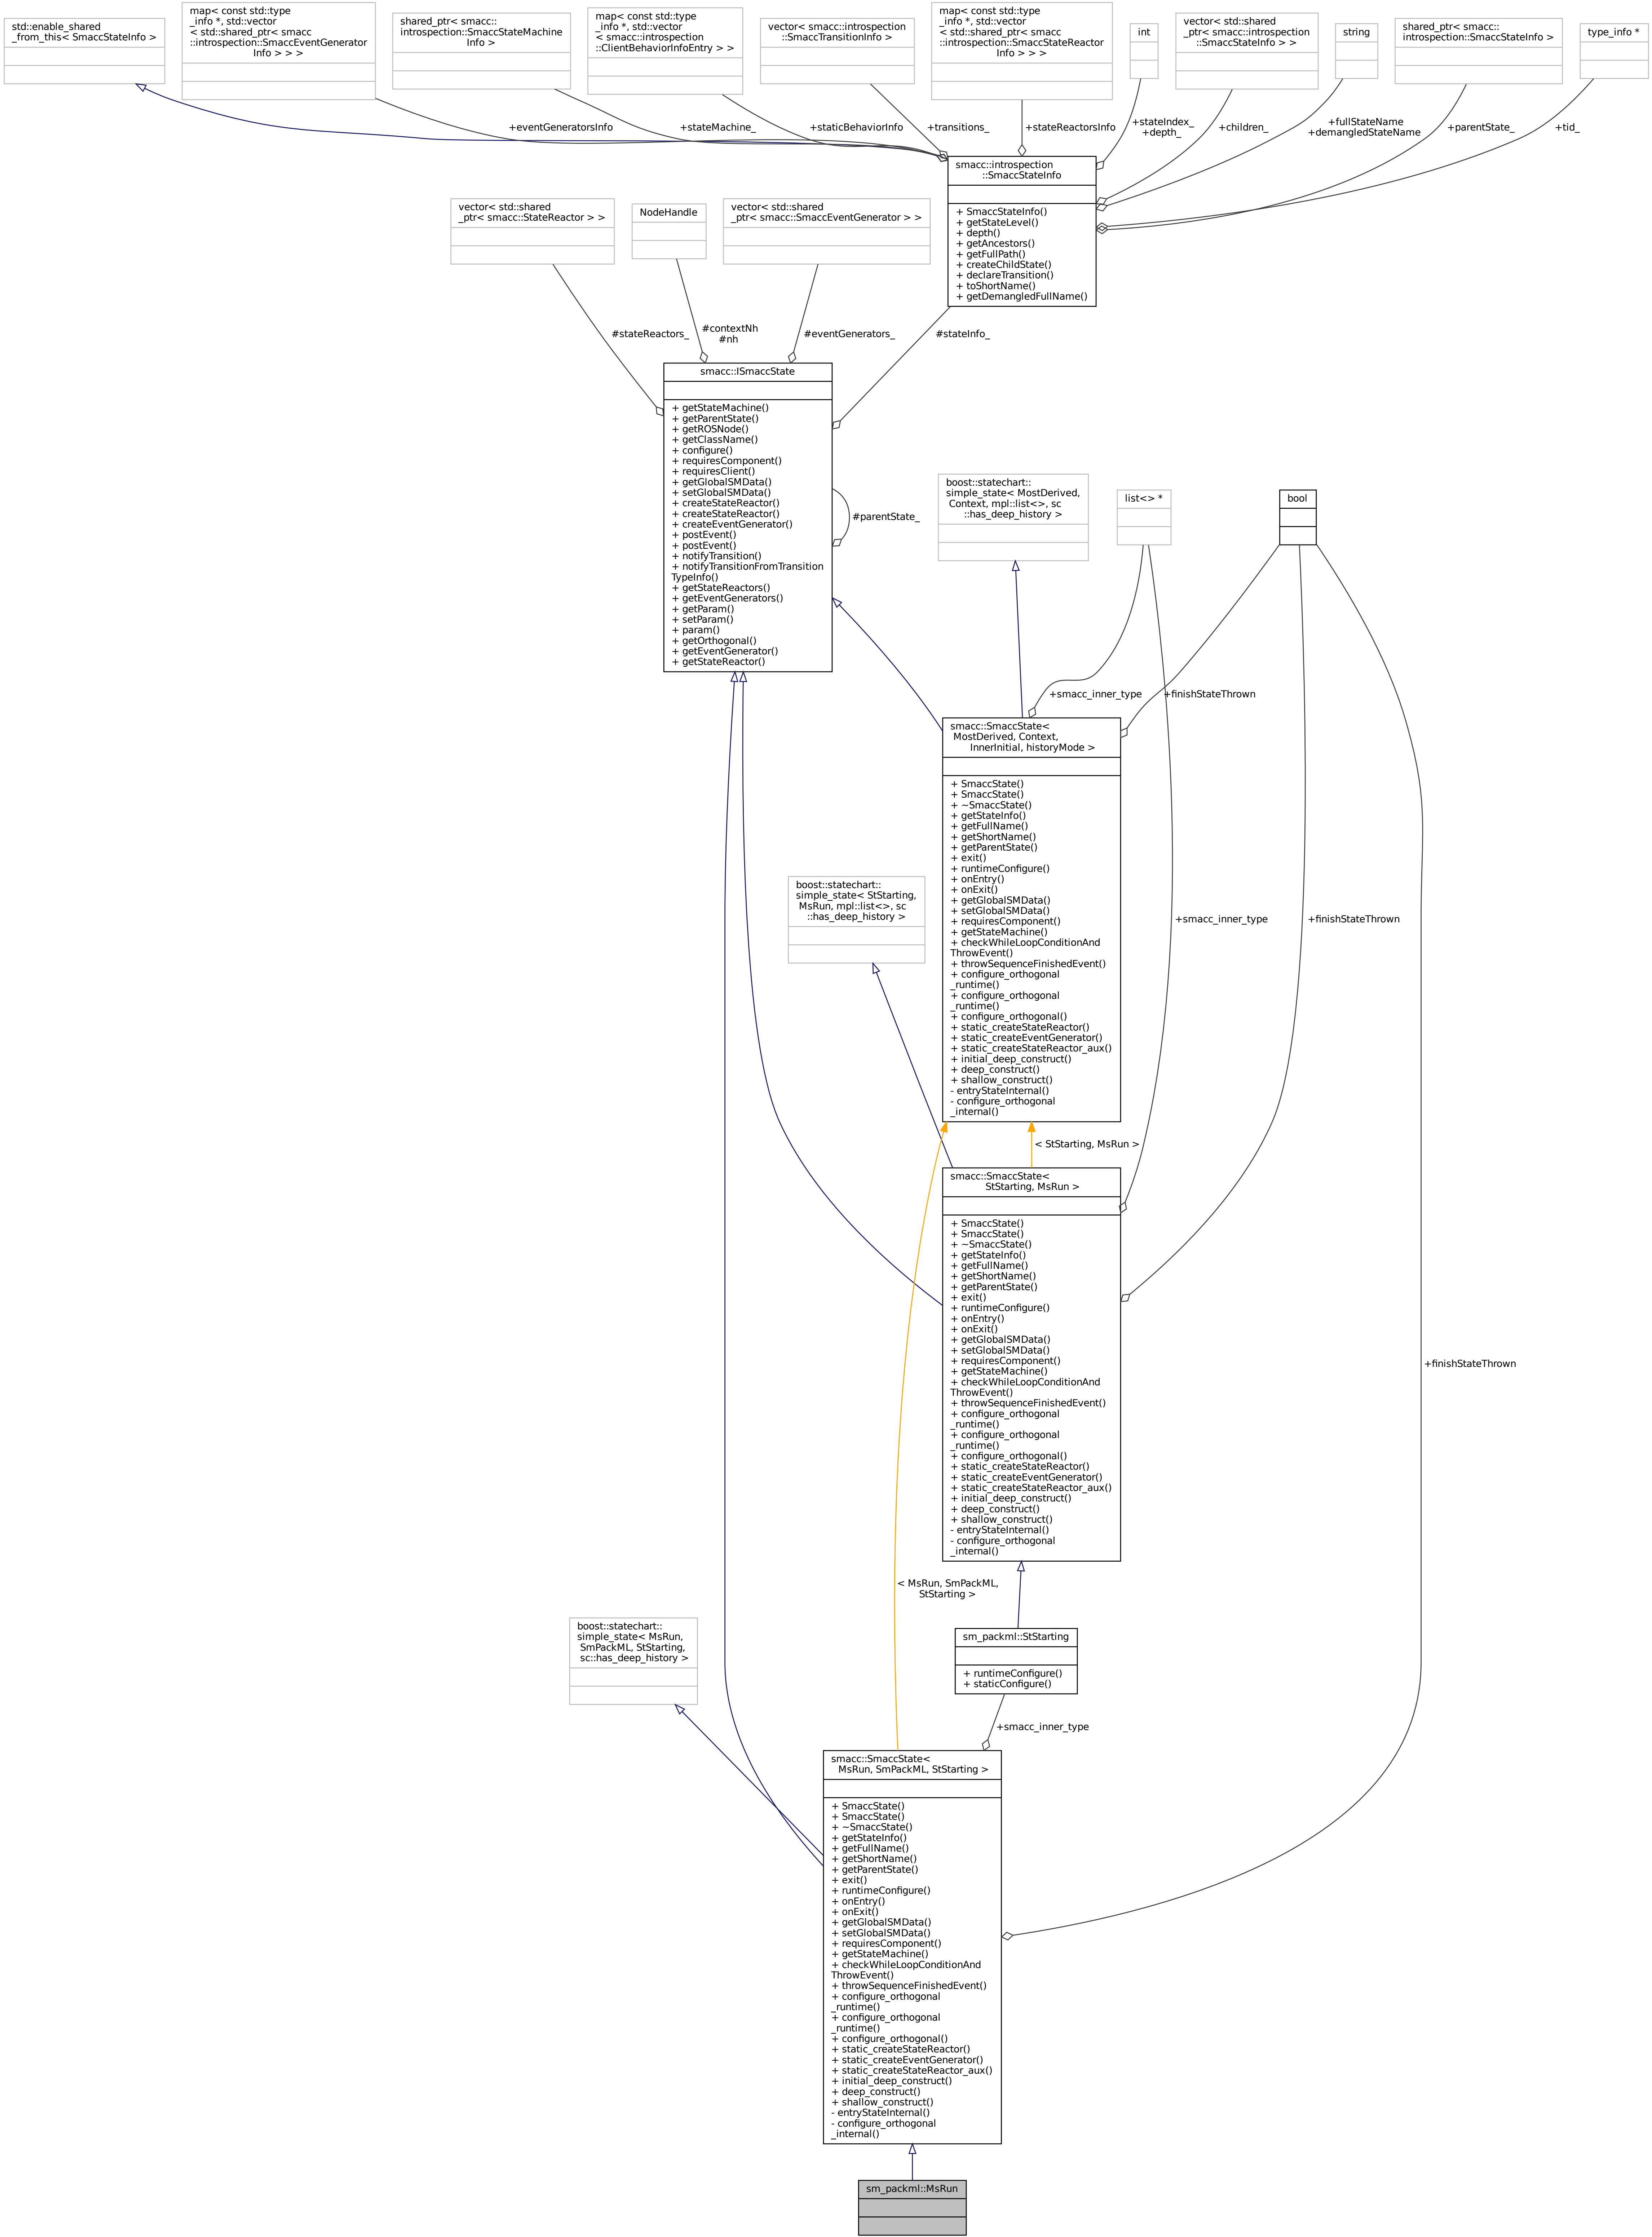 std::enable_shared
_from_this< SmaccStateInfo >
map< const std::type
_info *, std::vector
< std::shared_ptr< smacc
::introspection::SmaccEventGenerator
Info > > >
shared_ptr< smacc::
introspection::SmaccStateMachine
Info >
map< const std::type
_info *, std::vector
< smacc::introspection
::ClientBehaviorInfoEntry > >
vector< smacc::introspection
::SmaccTransitionInfo >
map< const std::type
_info *, std::vector
< std::shared_ptr< smacc
::introspection::SmaccStateReactor
Info > > >
int
vector< std::shared
_ptr< smacc::introspection
::SmaccStateInfo > >
string
shared_ptr< smacc::
introspection::SmaccStateInfo >
type_info *
+eventGeneratorsInfo
+stateMachine_
+staticBehaviorInfo
+transitions_
+stateReactorsInfo
+stateIndex_
+depth_
+children_
+fullStateName
+demangledStateName
+parentState_
+tid_
smacc::introspection
::SmaccStateInfo
+ SmaccStateInfo()
+ getStateLevel()
+ depth()
+ getAncestors()
+ getFullPath()
+ createChildState()
+ declareTransition()
+ toShortName()
+ getDemangledFullName()
vector< std::shared
_ptr< smacc::StateReactor > >
NodeHandle
vector< std::shared
_ptr< smacc::SmaccEventGenerator > >
#stateReactors_
#contextNh
#nh
#eventGenerators_
#stateInfo_
smacc::ISmaccState
+ getStateMachine()
+ getParentState()
+ getROSNode()
+ getClassName()
+ configure()
+ requiresComponent()
+ requiresClient()
+ getGlobalSMData()
+ setGlobalSMData()
+ createStateReactor()
+ createStateReactor()
+ createEventGenerator()
+ postEvent()
+ postEvent()
+ notifyTransition()
+ notifyTransitionFromTransition
TypeInfo()
+ getStateReactors()
+ getEventGenerators()
+ getParam()
+ setParam()
+ param()
+ getOrthogonal()
+ getEventGenerator()
+ getStateReactor()
#parentState_
boost::statechart::
simple_state< MostDerived,
Context, mpl::list<>, sc
::has_deep_history >
list<> *
bool
+smacc_inner_type
+finishStateThrown
smacc::SmaccState<
MostDerived, Context,
InnerInitial, historyMode >
+ SmaccState()
+ SmaccState()
+ ~SmaccState()
+ getStateInfo()
+ getFullName()
+ getShortName()
+ getParentState()
+ exit()
+ runtimeConfigure()
+ onEntry()
+ onExit()
+ getGlobalSMData()
+ setGlobalSMData()
+ requiresComponent()
+ getStateMachine()
+ checkWhileLoopConditionAnd
ThrowEvent()
+ throwSequenceFinishedEvent()
+ configure_orthogonal
_runtime()
+ configure_orthogonal
_runtime()
+ configure_orthogonal()
+ static_createStateReactor()
+ static_createEventGenerator()
+ static_createStateReactor_aux()
+ initial_deep_construct()
+ deep_construct()
+ shallow_construct()
- entryStateInternal()
- configure_orthogonal
_internal()
boost::statechart::
simple_state< StStarting,
MsRun, mpl::list<>, sc
::has_deep_history >
+smacc_inner_type
+finishStateThrown
< StStarting, MsRun >
smacc::SmaccState<
StStarting, MsRun >
+ SmaccState()
+ SmaccState()
+ ~SmaccState()
+ getStateInfo()
+ getFullName()
+ getShortName()
+ getParentState()
+ exit()
+ runtimeConfigure()
+ onEntry()
+ onExit()
+ getGlobalSMData()
+ setGlobalSMData()
+ requiresComponent()
+ getStateMachine()
+ checkWhileLoopConditionAnd
ThrowEvent()
+ throwSequenceFinishedEvent()
+ configure_orthogonal
_runtime()
+ configure_orthogonal
_runtime()
+ configure_orthogonal()
+ static_createStateReactor()
+ static_createEventGenerator()
+ static_createStateReactor_aux()
+ initial_deep_construct()
+ deep_construct()
+ shallow_construct()
- entryStateInternal()
- configure_orthogonal
_internal()
+finishStateThrown
< MsRun, SmPackML,
StStarting >
boost::statechart::
simple_state< MsRun,
SmPackML, StStarting,
sc::has_deep_history >
sm_packml::StStarting
+ runtimeConfigure()
+ staticConfigure()
+smacc_inner_type
smacc::SmaccState<
MsRun, SmPackML, StStarting >
+ SmaccState()
+ SmaccState()
+ ~SmaccState()
+ getStateInfo()
+ getFullName()
+ getShortName()
+ getParentState()
+ exit()
+ runtimeConfigure()
+ onEntry()
+ onExit()
+ getGlobalSMData()
+ setGlobalSMData()
+ requiresComponent()
+ getStateMachine()
+ checkWhileLoopConditionAnd
ThrowEvent()
+ throwSequenceFinishedEvent()
+ configure_orthogonal
_runtime()
+ configure_orthogonal
_runtime()
+ configure_orthogonal()
+ static_createStateReactor()
+ static_createEventGenerator()
+ static_createStateReactor_aux()
+ initial_deep_construct()
+ deep_construct()
+ shallow_construct()
- entryStateInternal()
- configure_orthogonal
_internal()
sm_packml::MsRun